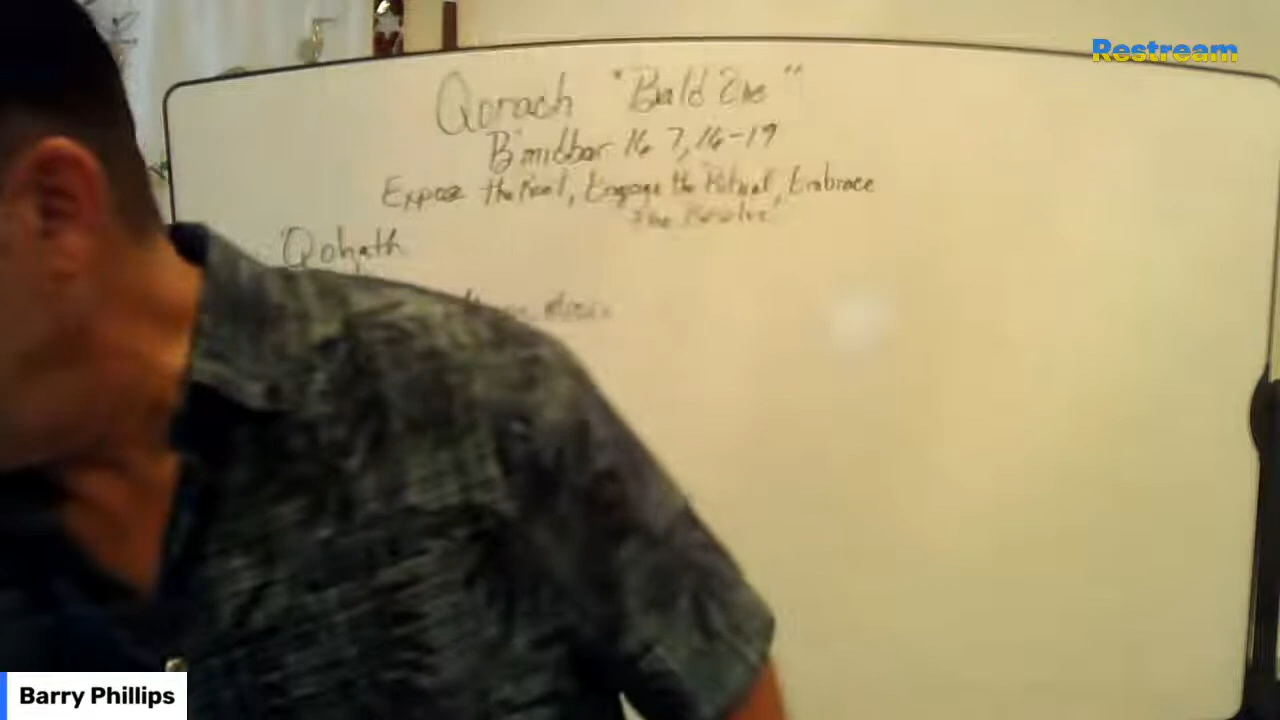 Restream
Qorach "Bald One"
B'midbar 16 7, 16-19
Expose the Root, Engage the Ritual, Embrace
The Resolve
Qohath
Barry Phillips